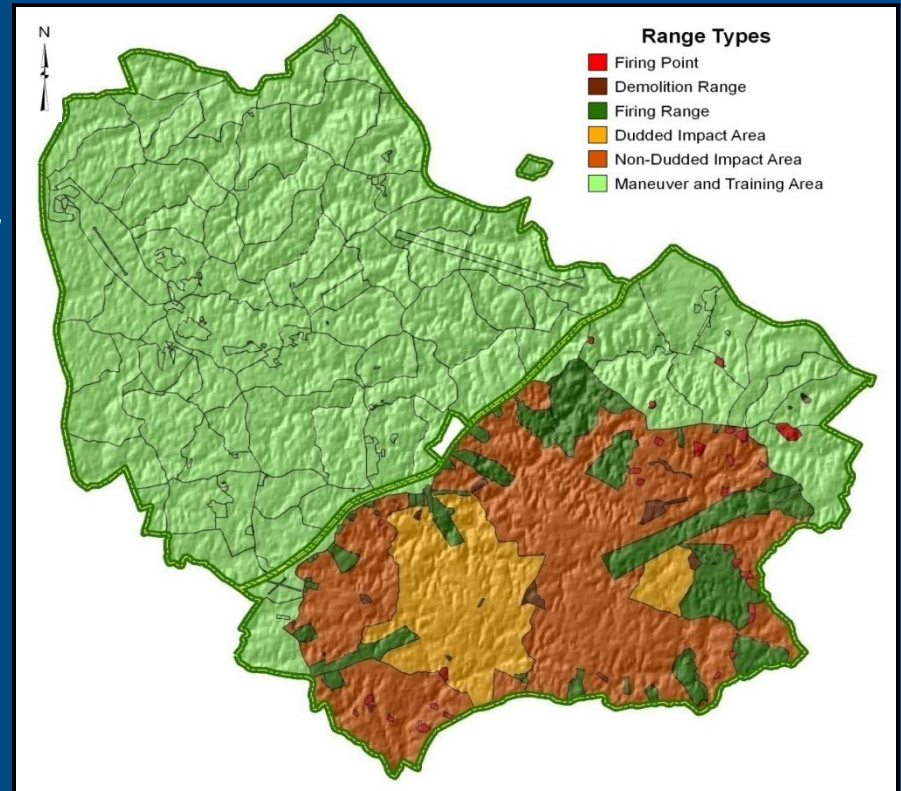 N
Range Types
Firing Point
Demolition Range
Firing Range
Dudded Impact Area
Non-Dudded Impact Area
Maneuver and Training Area